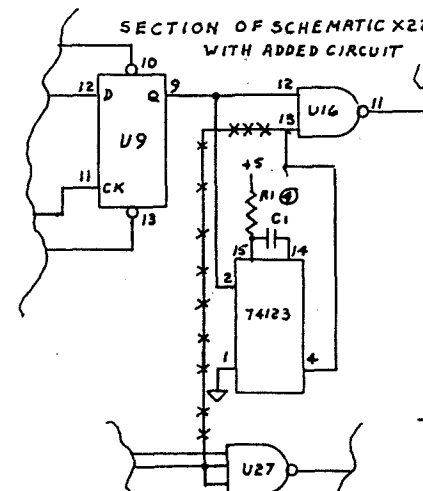 SECTION OF SCHEMATIC X22
WITH ADDED CIRCUIT
10
12 D Q 9
U9
11 CK
13
12
U16 11
13
+5
R1 4
C1
15 14
2
74123
1 4
U27